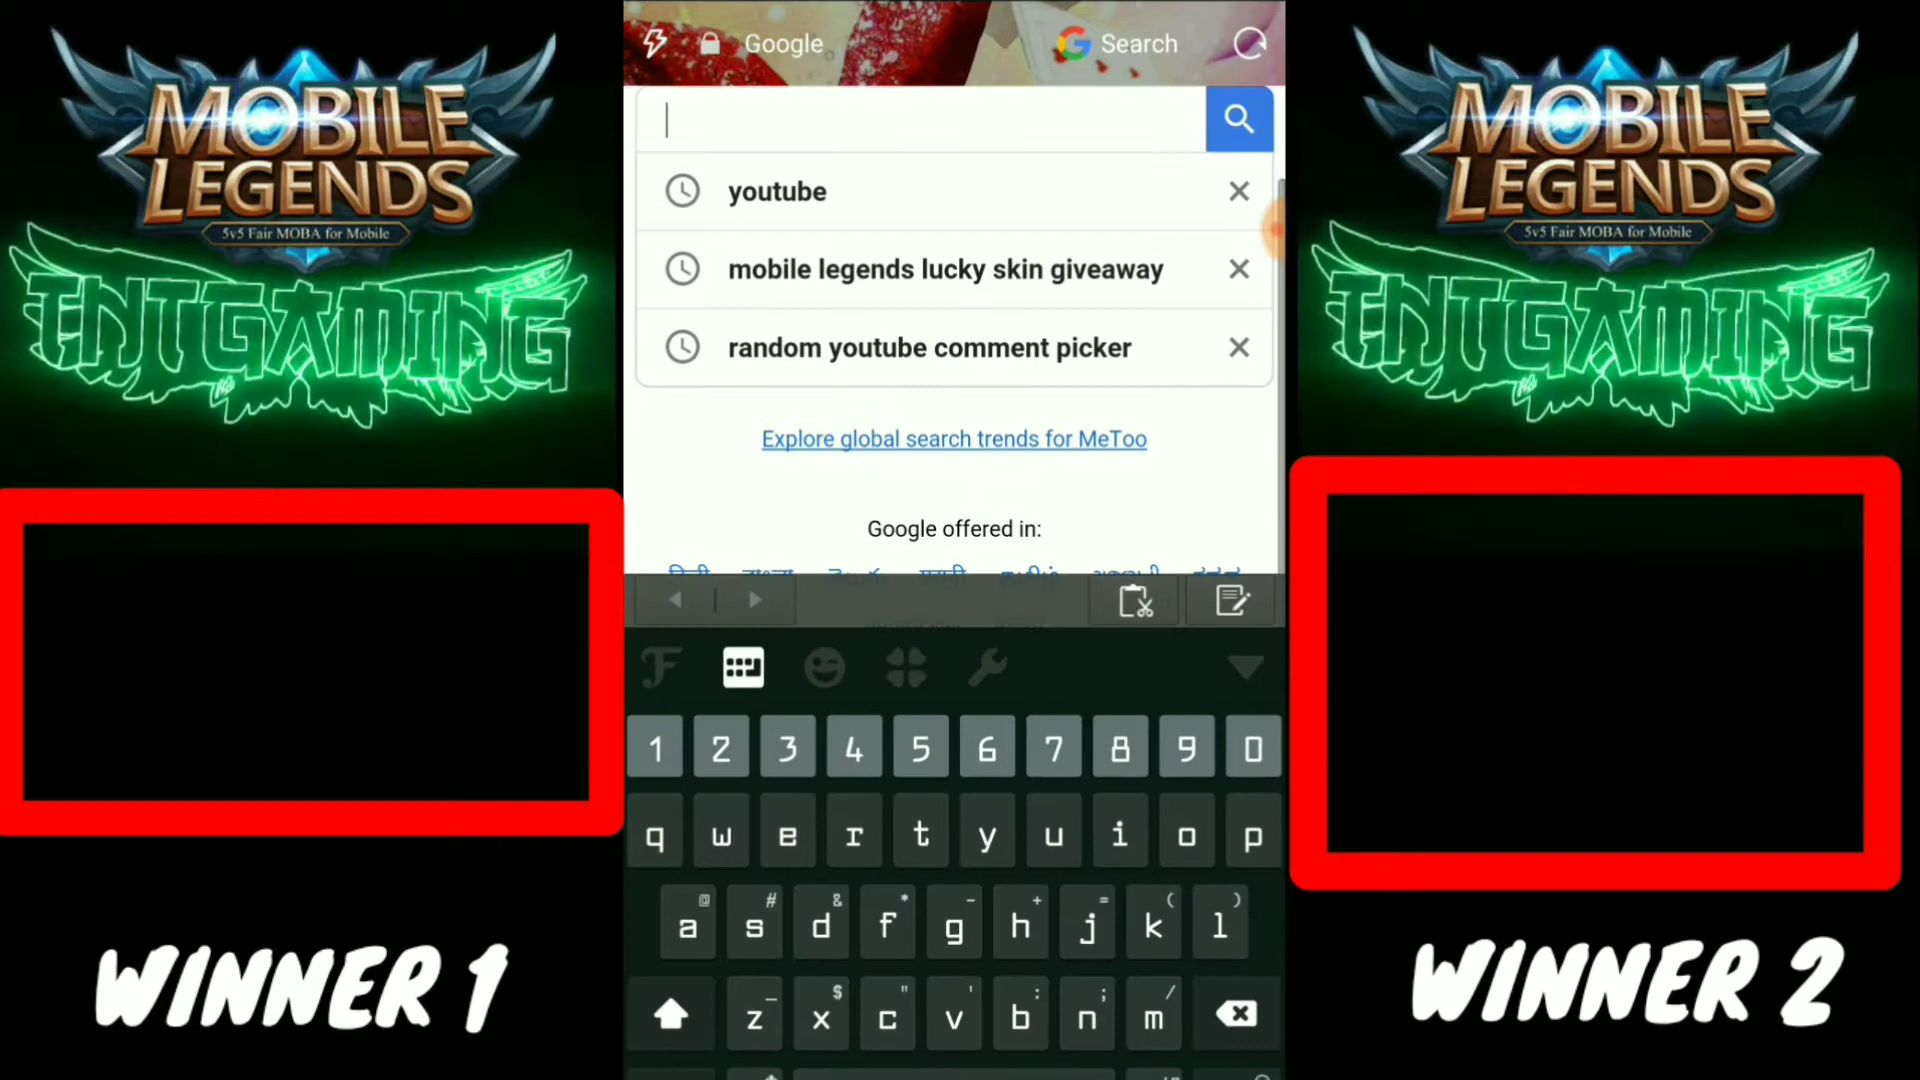 MOBILE
LEGENDS
5v5 Fair MOBA for Mobile
TNTGAMING
WINNER 1
Google
Search
youtube
mobile legends lucky skin giveaway
random youtube comment picker
Explore global search trends for MeToo
Google offered in:
1 2 3 4 5 6 7 8 9 0
q w e r t y u i o p
@ # & * - + = ( )
a s d f g h j k l
_ $ " ' : ; /
z x c v b n m
MOBILE
LEGENDS
5v5 Fair MOBA for Mobile
TNTGAMING
WINNER 2